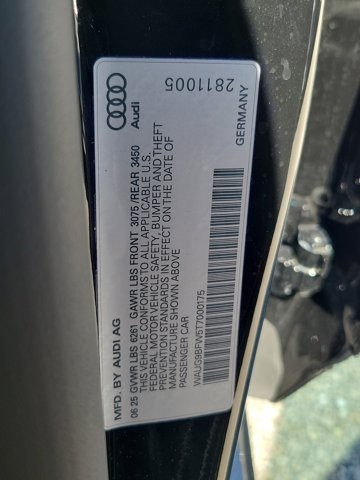 Audi
MFD. BY AUDI AG
06 25 GVWR LBS 6261 GAWR LBS FRONT 3075 /REAR 3450
THIS VEHICLE CONFORMS TO ALL APPLICABLE U.S.
FEDERAL MOTOR VEHICLE SAFETY, BUMPER AND THEFT
PREVENTION STANDARDS IN EFFECT ON THE DATE OF
MANUFACTURE SHOWN ABOVE
PASSENGER CAR
WAUG9BFW5T7000175
GERMANY
2811005